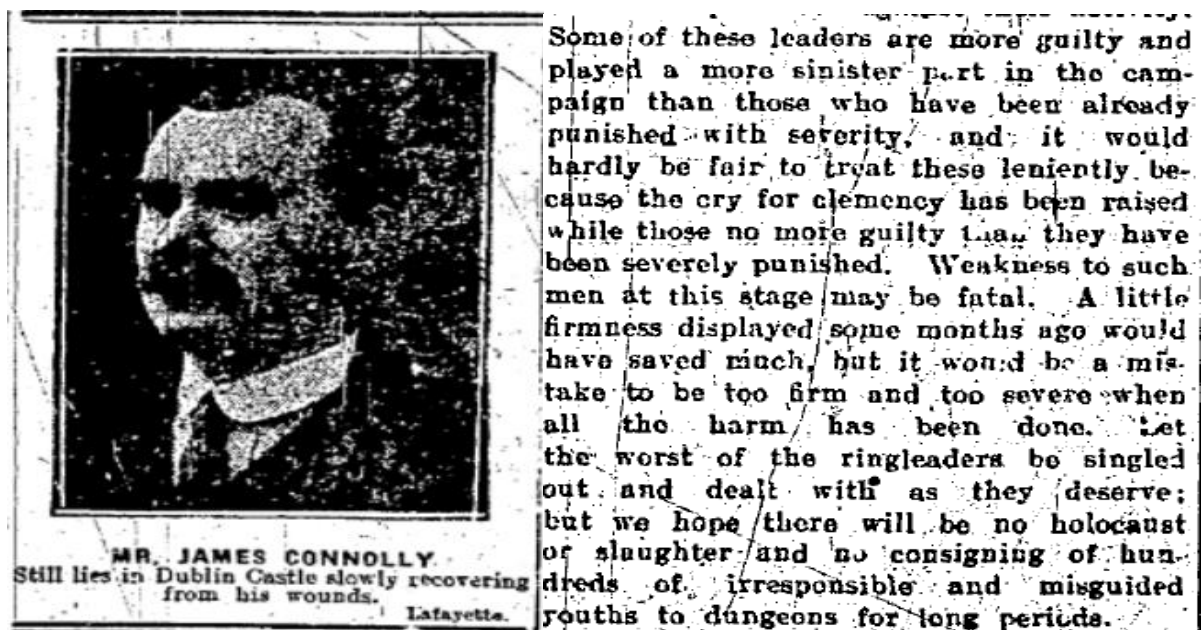 MR. JAMES CONNOLLY.
Still lies in Dublin Castle slowly recovering
from his wounds.
Lafayette.
Some of these leaders are more guilty and
played a more sinister part in the cam-
paign than those who have been already
punished with severity, and it would
hardly be fair to treat these leniently be-
cause the cry for clemency has been raised
while those no more guilty than they have
been severely punished. Weakness to such
men at this stage may be fatal. A little
firmness displayed some months ago would
have saved much, but it would be a mis-
take to be too firm and too severe when
all the harm has been done. Let
the worst of the ringleaders be singled
out and dealt with as they deserve;
but we hope there will be no holocaust
or slaughter and no consigning of hun-
dreds of irresponsible and misguided
youths to dungeons for long periods.